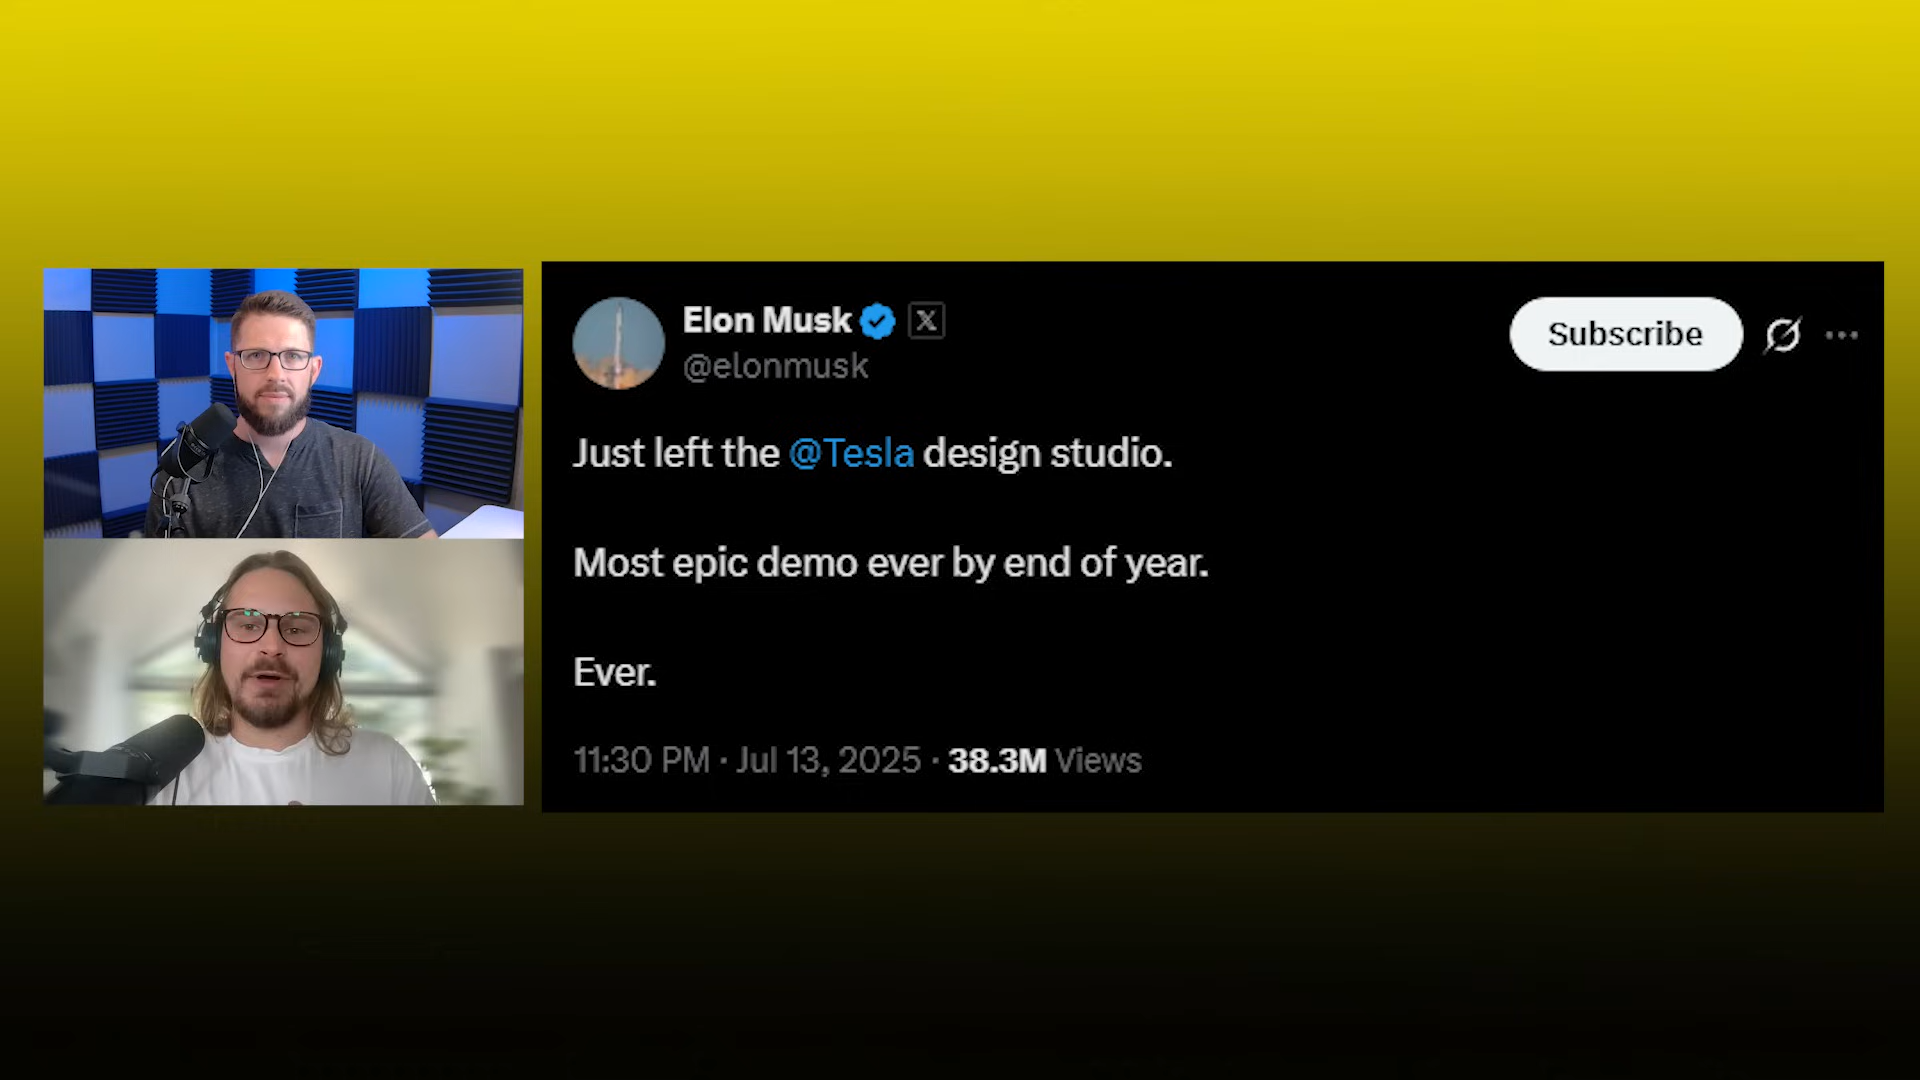 Elon Musk
@elonmusk
Subscribe
Just left the @Tesla design studio.
Most epic demo ever by end of year.
Ever.
11:30 PM · Jul 13, 2025 · 38.3M Views